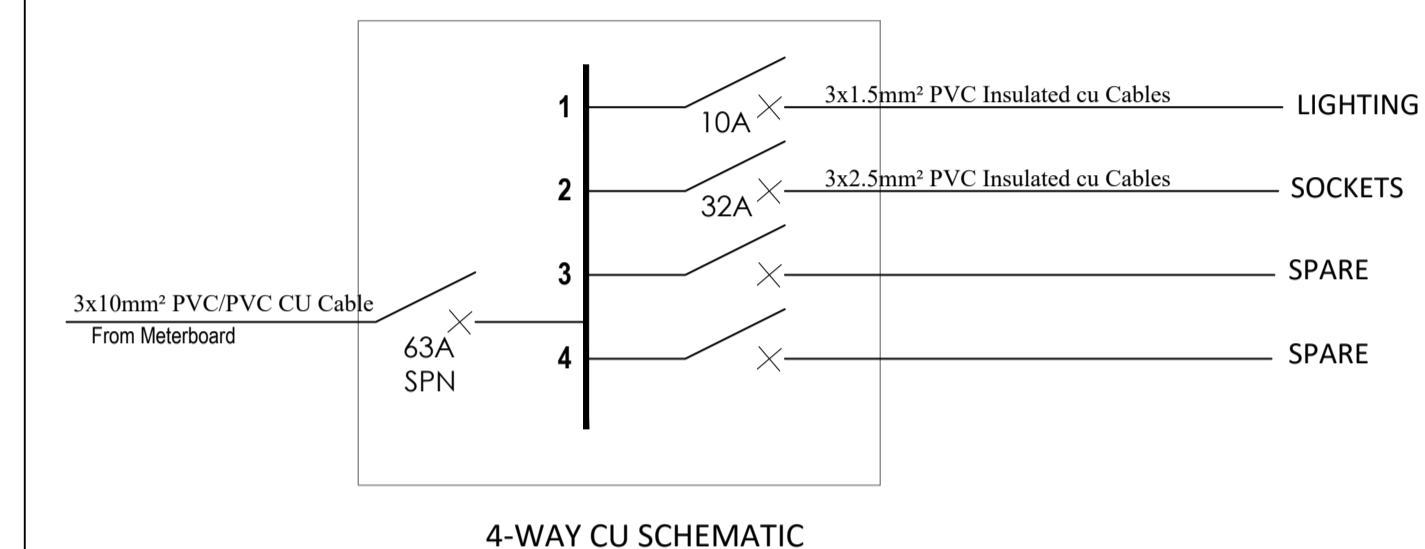 1
10A
3x1.5mm² PVC Insulated cu Cables
LIGHTING
2
32A
3x2.5mm² PVC Insulated cu Cables
SOCKETS
3
SPARE
3x10mm² PVC/PVC CU Cable
From Meterboard
63A
SPN
4
SPARE
4-WAY CU SCHEMATIC